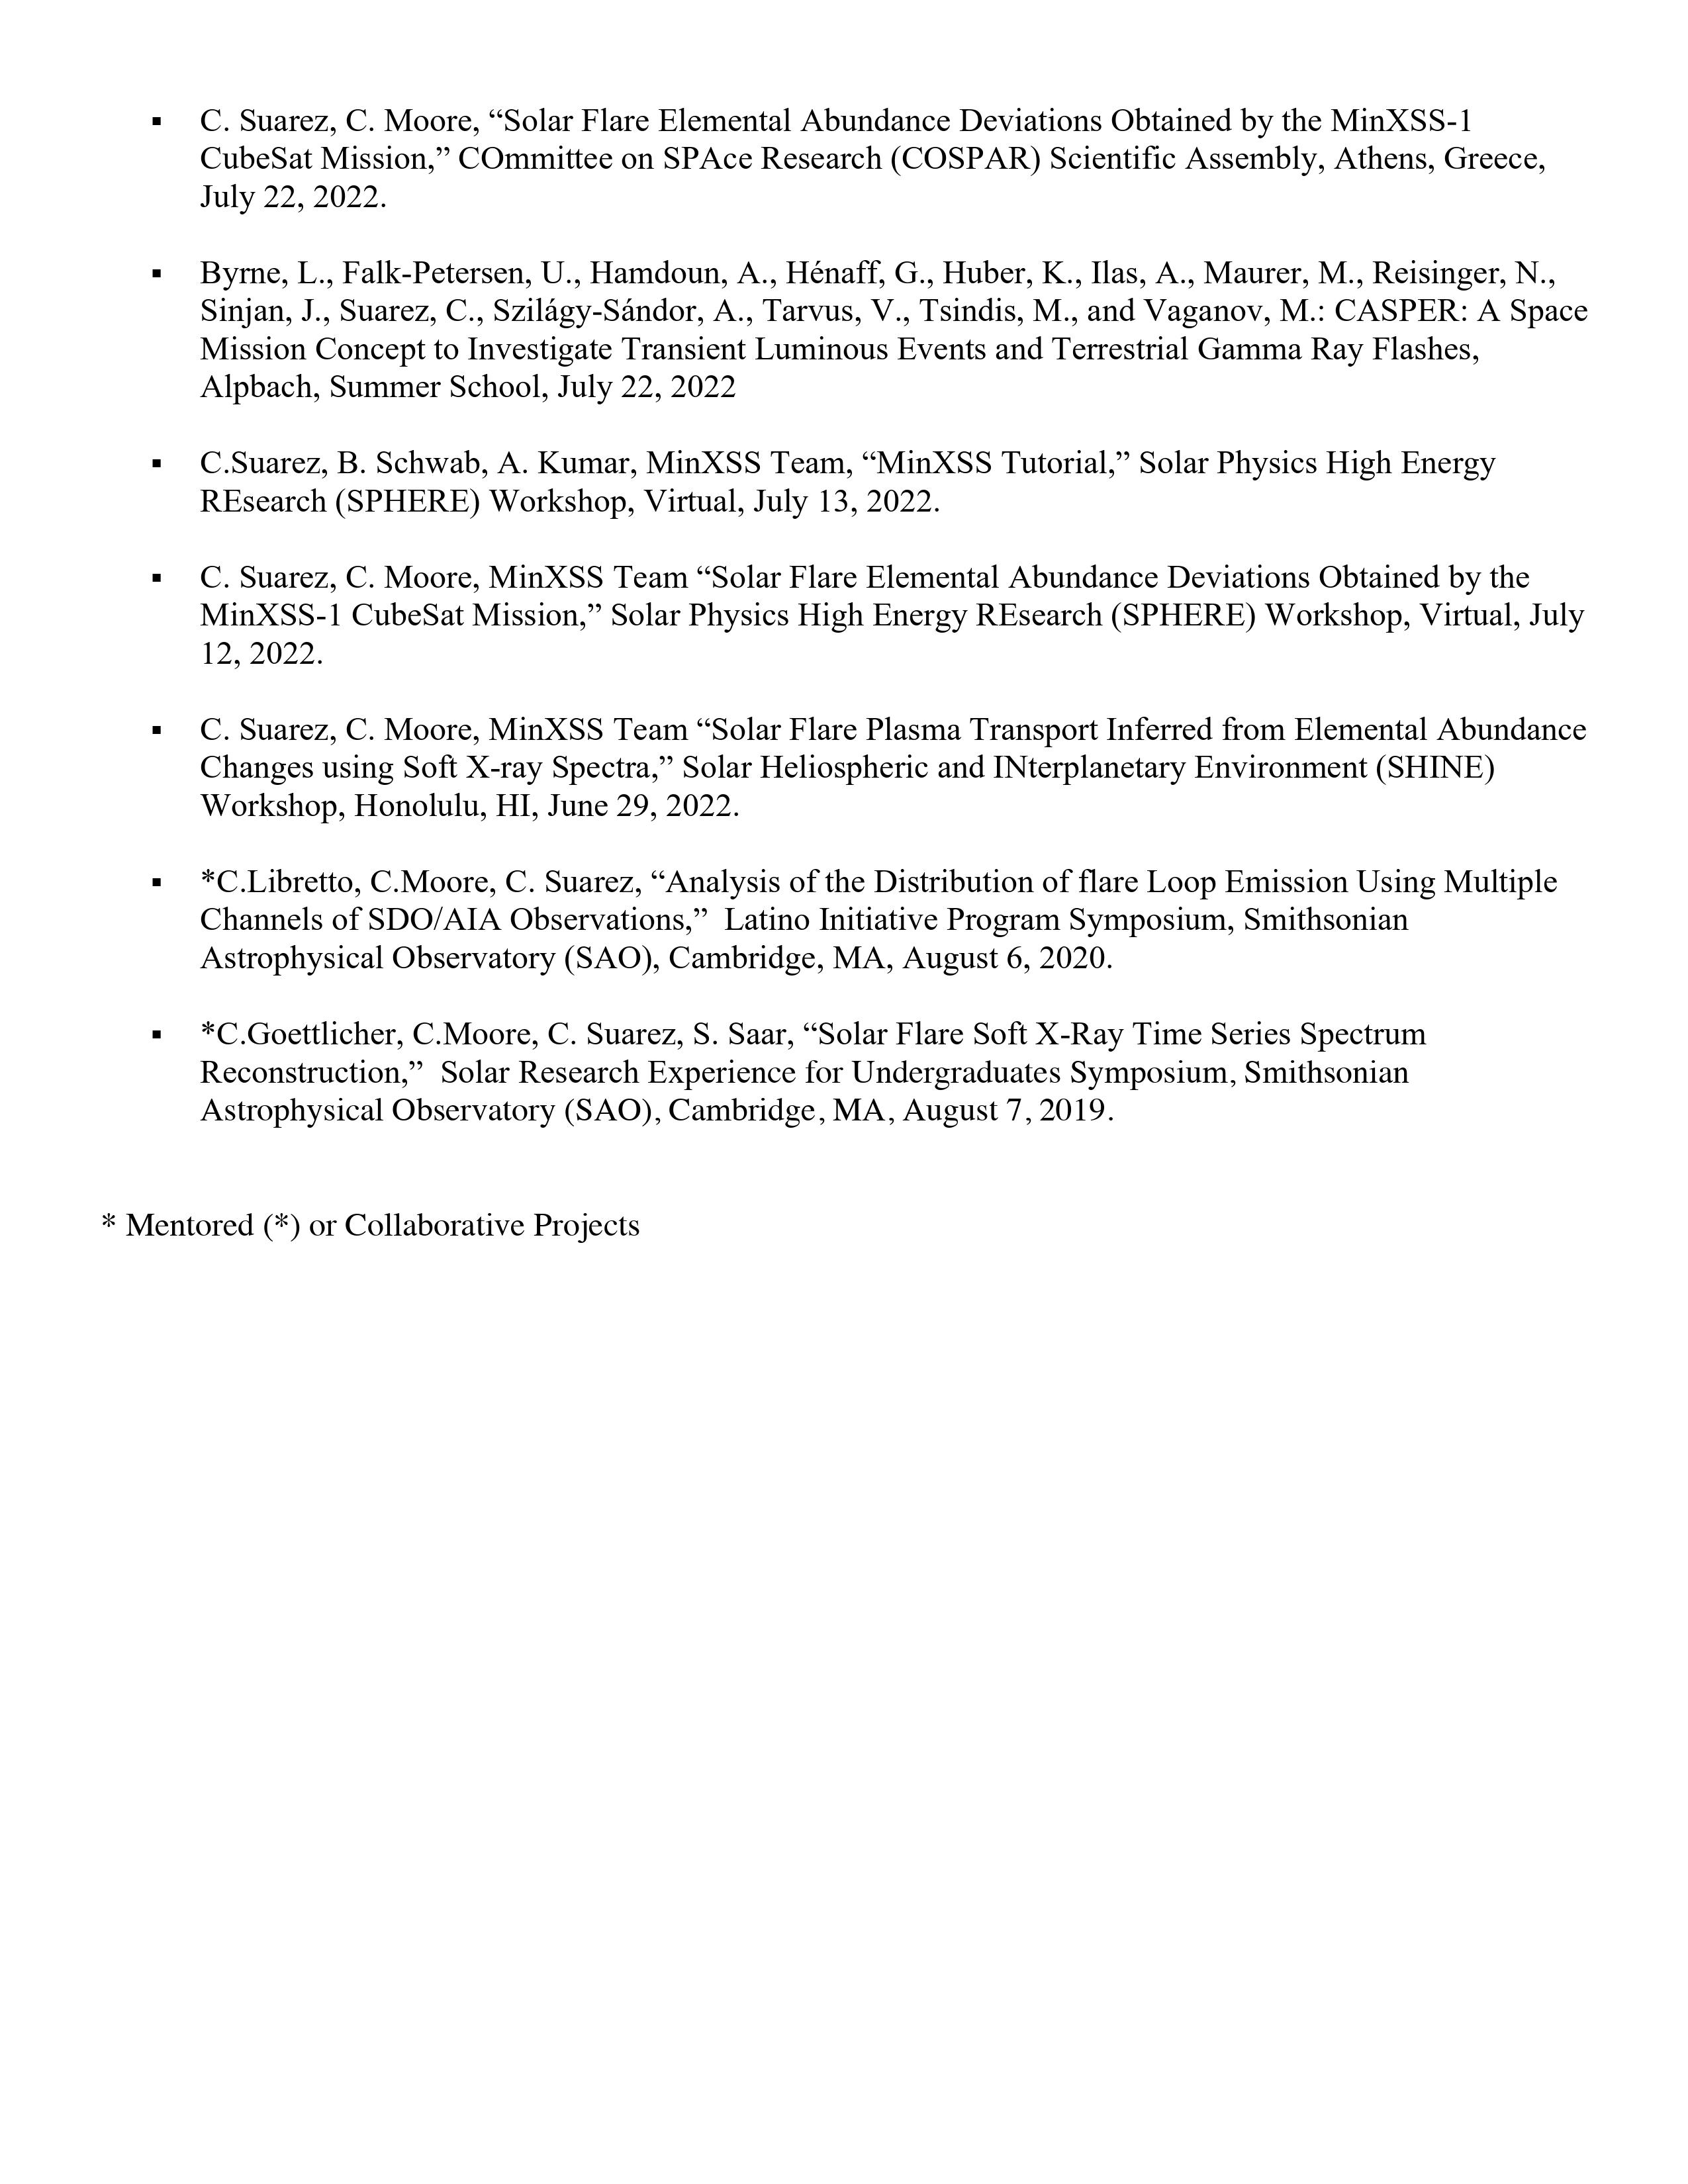 ▪ C. Suarez, C. Moore, “Solar Flare Elemental Abundance Deviations Obtained by the MinXSS-1
CubeSat Mission,” COmmittee on SPAce Research (COSPAR) Scientific Assembly, Athens, Greece,
July 22, 2022.
▪ Byrne, L., Falk-Petersen, U., Hamdoun, A., Hénaff, G., Huber, K., Ilas, A., Maurer, M., Reisinger, N.,
Sinjan, J., Suarez, C., Szilágy-Sándor, A., Tarvus, V., Tsindis, M., and Vaganov, M.: CASPER: A Space
Mission Concept to Investigate Transient Luminous Events and Terrestrial Gamma Ray Flashes,
Alpbach, Summer School, July 22, 2022
▪ C.Suarez, B. Schwab, A. Kumar, MinXSS Team, “MinXSS Tutorial,” Solar Physics High Energy
REsearch (SPHERE) Workshop, Virtual, July 13, 2022.
▪ C. Suarez, C. Moore, MinXSS Team “Solar Flare Elemental Abundance Deviations Obtained by the
MinXSS-1 CubeSat Mission,” Solar Physics High Energy REsearch (SPHERE) Workshop, Virtual, July
12, 2022.
▪ C. Suarez, C. Moore, MinXSS Team “Solar Flare Plasma Transport Inferred from Elemental Abundance
Changes using Soft X-ray Spectra,” Solar Heliospheric and INterplanetary Environment (SHINE)
Workshop, Honolulu, HI, June 29, 2022.
▪ *C.Libretto, C.Moore, C. Suarez, “Analysis of the Distribution of flare Loop Emission Using Multiple
Channels of SDO/AIA Observations,”  Latino Initiative Program Symposium, Smithsonian
Astrophysical Observatory (SAO), Cambridge, MA, August 6, 2020.
▪ *C.Goettlicher, C.Moore, C. Suarez, S. Saar, “Solar Flare Soft X-Ray Time Series Spectrum
Reconstruction,”  Solar Research Experience for Undergraduates Symposium, Smithsonian
Astrophysical Observatory (SAO), Cambridge, MA, August 7, 2019.
* Mentored (*) or Collaborative Projects